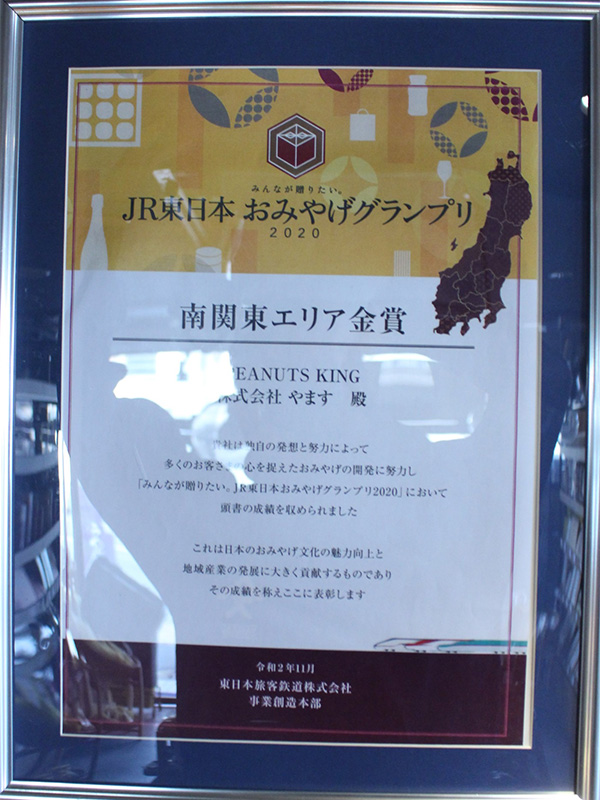 みんなが贈りたい。
JR東日本 おみやげグランプリ
2020
南関東エリア金賞
PEANUTS KING
株式会社 やます 殿
貴社は独自の発想と努力によって
多くのお客さまの心を捉えたおみやげの開発に努力し
「みんなが贈りたい。JR東日本おみやげグランプリ2020」において
頭書の成績を収められました
これは日本のおみやげ文化の魅力向上と
地域産業の発展に大きく貢献するものであり
その成績を称えここに表彰します
令和2年11月
東日本旅客鉄道株式会社
事業創造本部